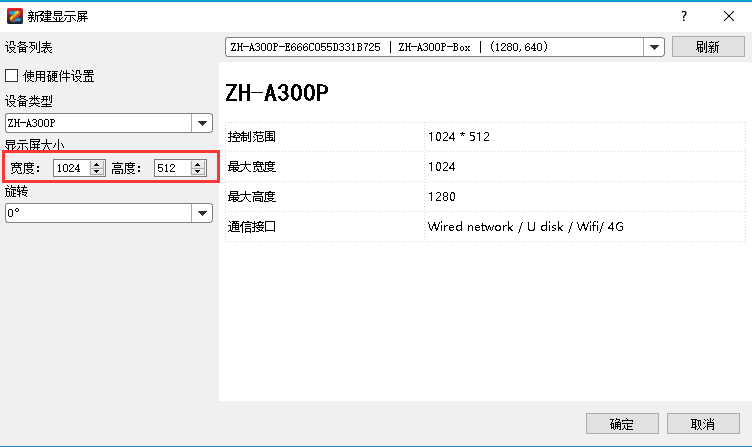 新建显示屏
?
设备列表
ZH-A300P-E666C055D331B725 | ZH-A300P-Box | (1280,640)
刷新
使用硬件设置
设备类型
ZH-A300P
显示屏大小
宽度: 1024 高度: 512
旋转
0°
ZH-A300P
控制范围 1024 * 512
最大宽度 1024
最大高度 1280
通信接口 Wired network / U disk / Wifi/ 4G
确定
取消